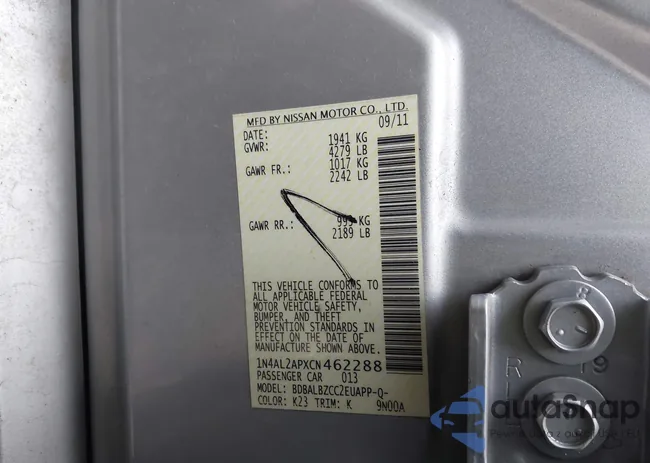 MFD BY NISSAN MOTOR CO., LTD.
DATE: 09/11
GVWR: 1941 KG
4279 LB
GAWR FR.: 1017 KG
2242 LB
GAWR RR.: 993 KG
2189 LB
THIS VEHICLE CONFORMS TO
ALL APPLICABLE FEDERAL
MOTOR VEHICLE SAFETY,
BUMPER, AND THEFT
PREVENTION STANDARDS IN
EFFECT ON THE DATE OF
MANUFACTURE SHOWN ABOVE.
1N4AL2APXCN462288
PASSENGER CAR 013
MODEL: BDBALBZCC2EUAPP-Q-
COLOR: K23 TRIM: K 9N00A
8
R 19
autoSnap